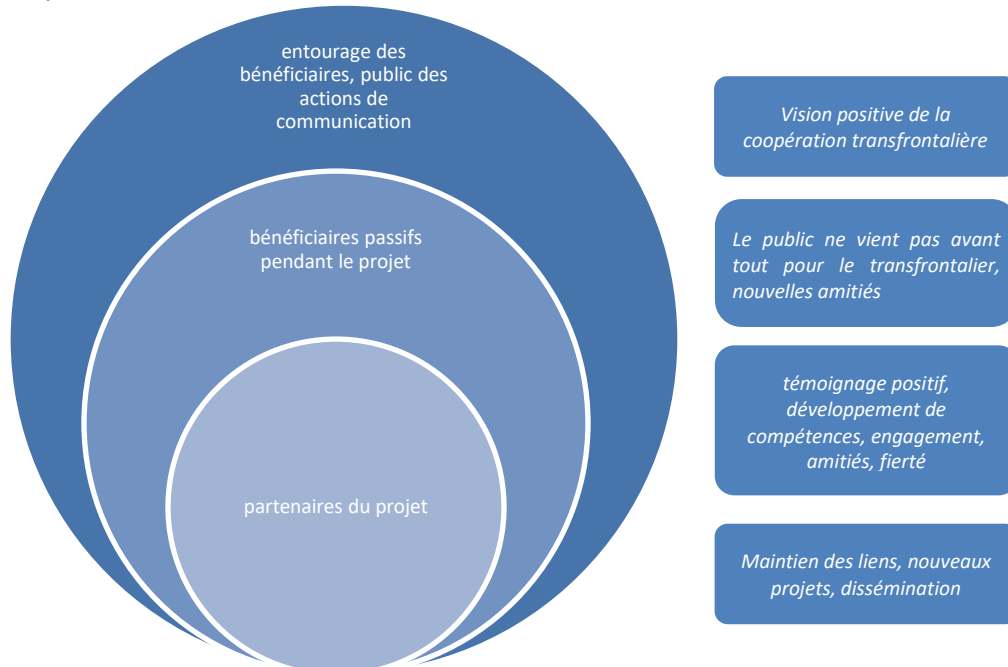 entourage des
bénéficiaires, public des
actions de
communication
bénéficiaires passifs
pendant le projet
partenaires du projet
Vision positive de la
coopération transfrontalière
Le public ne vient pas avant
tout pour le transfrontalier,
nouvelles amitiés
témoignage positif,
développement de
compétences, engagement,
amitiés, fierté
Maintien des liens, nouveaux
projets, dissémination